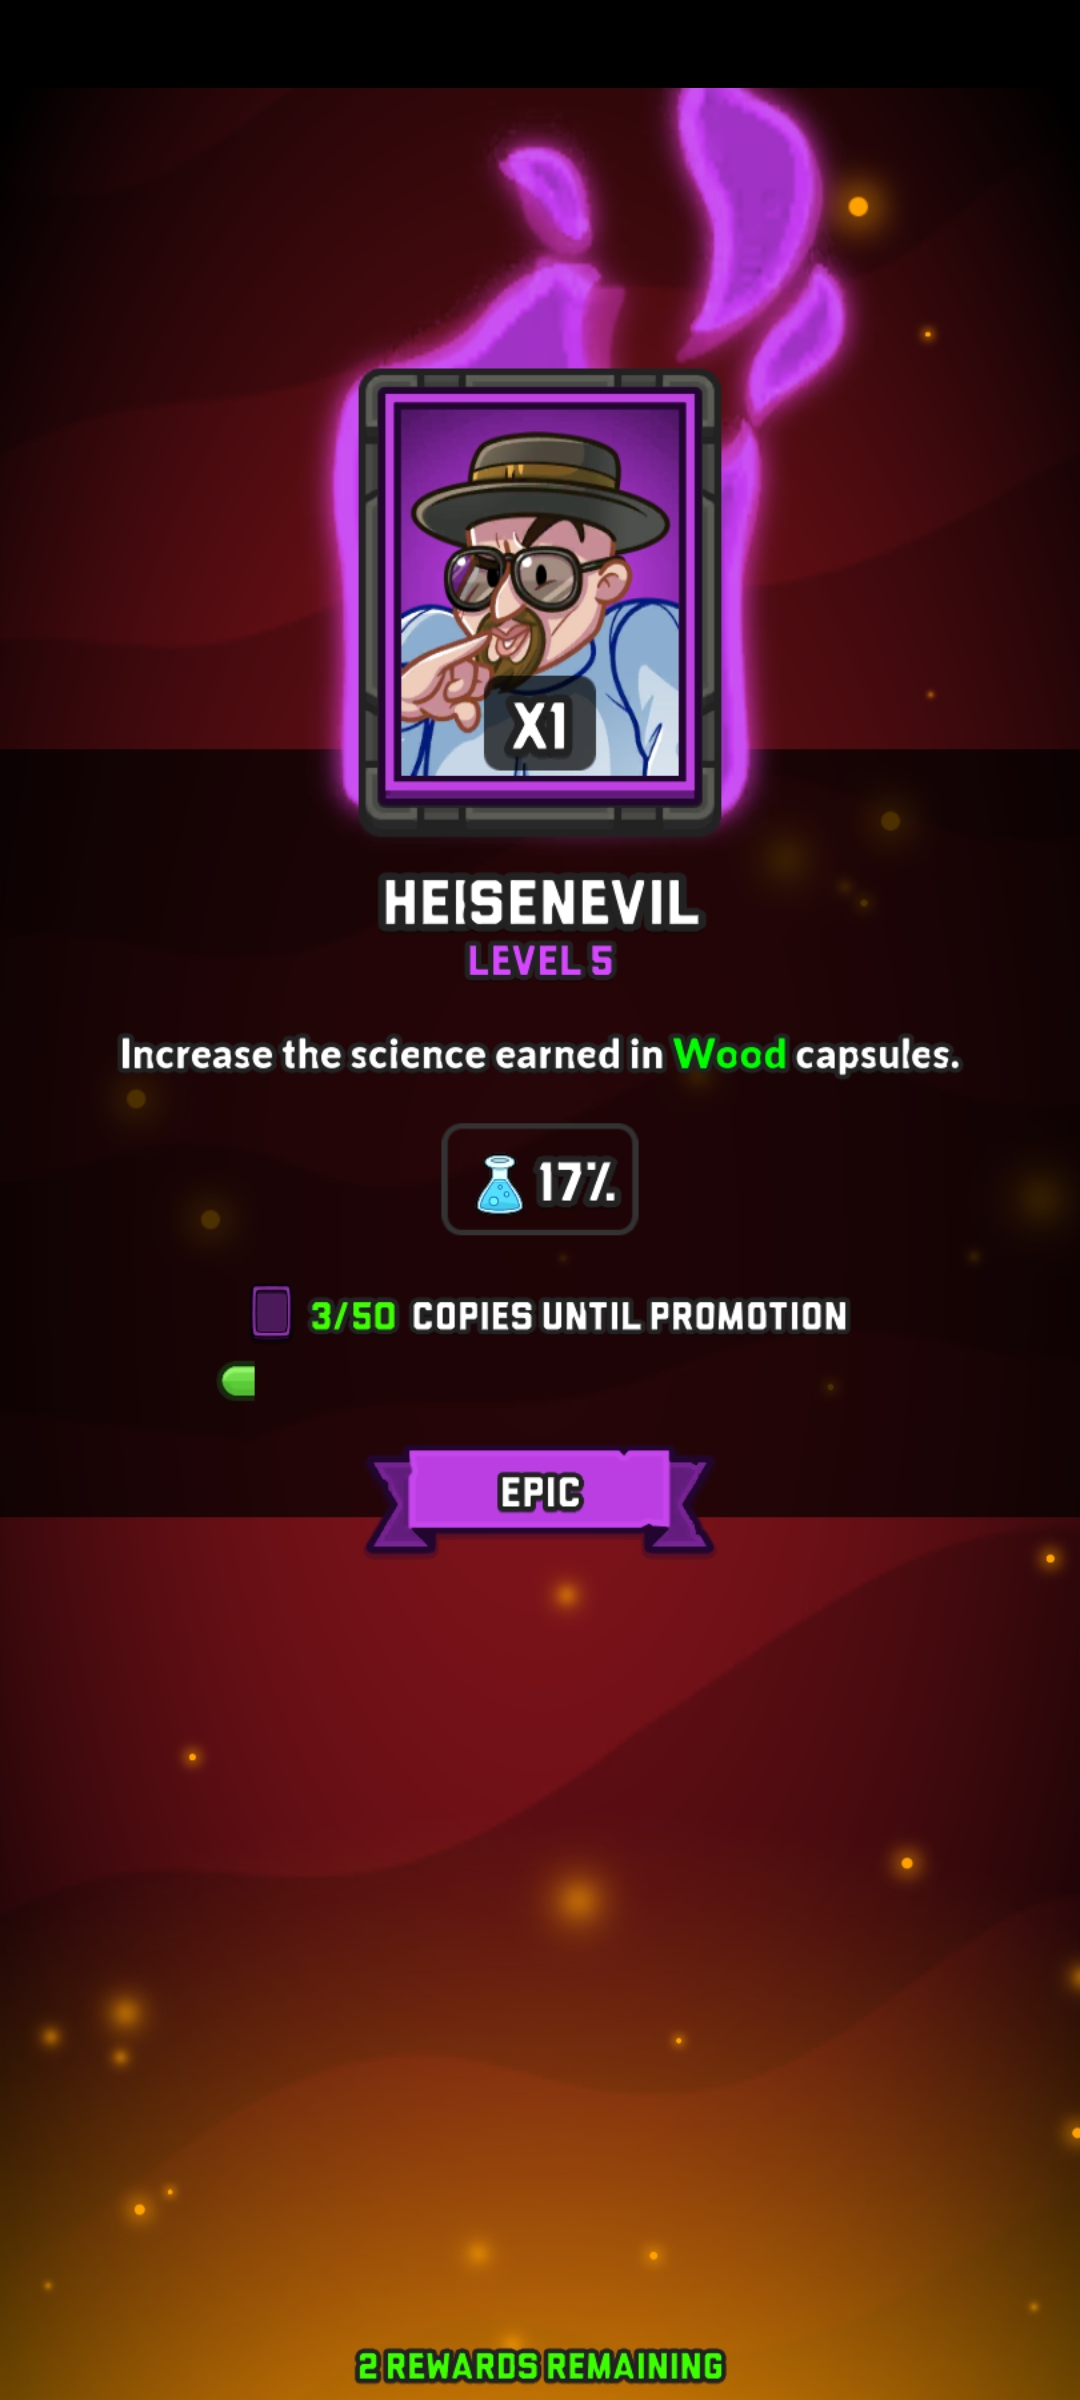 X1
HEISENEVIL
LEVEL 5
Increase the science earned in Wood capsules.
17%
3/50 COPIES UNTIL PROMOTION
EPIC
2 REWARDS REMAINING